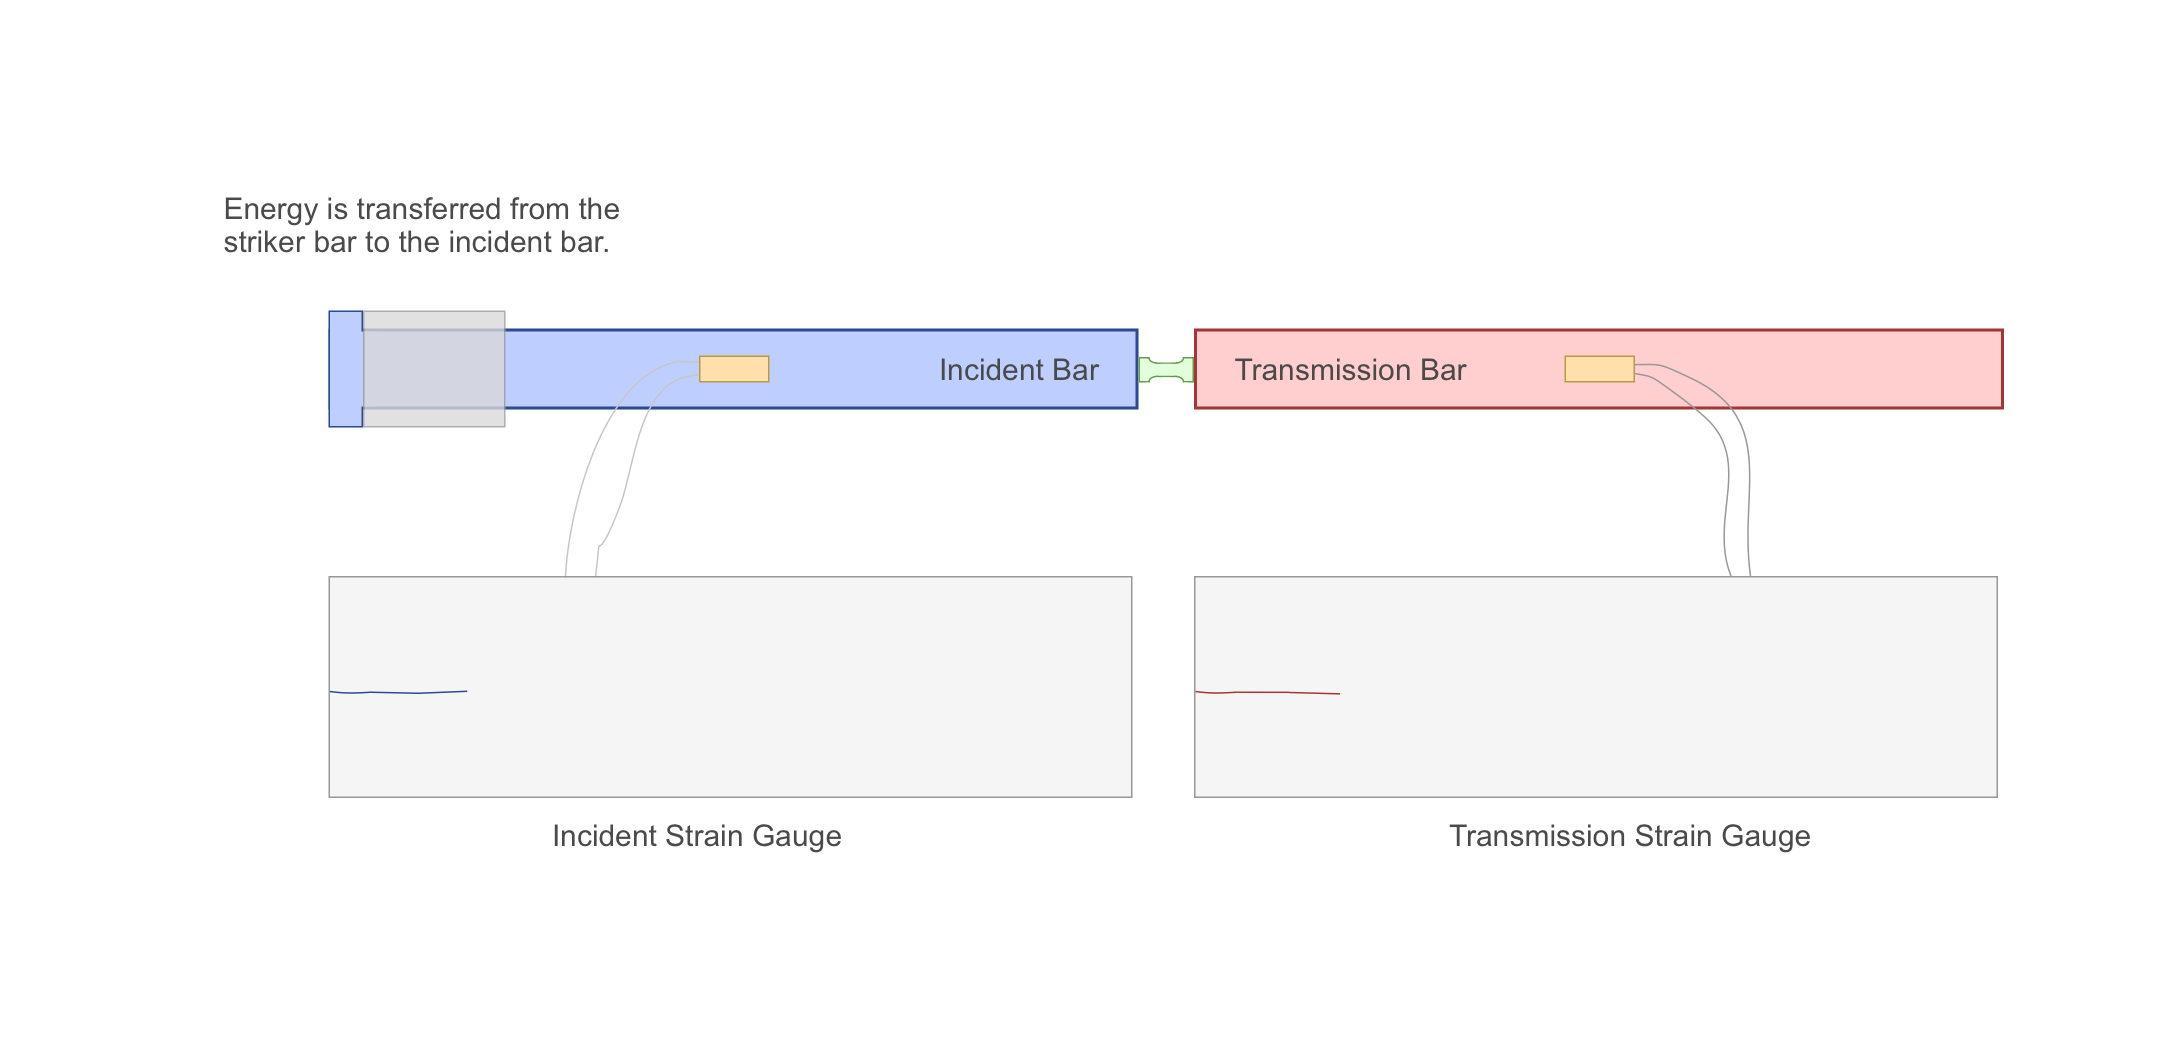 Energy is transferred from the
striker bar to the incident bar.
Incident Bar
Transmission Bar
Incident Strain Gauge
Transmission Strain Gauge